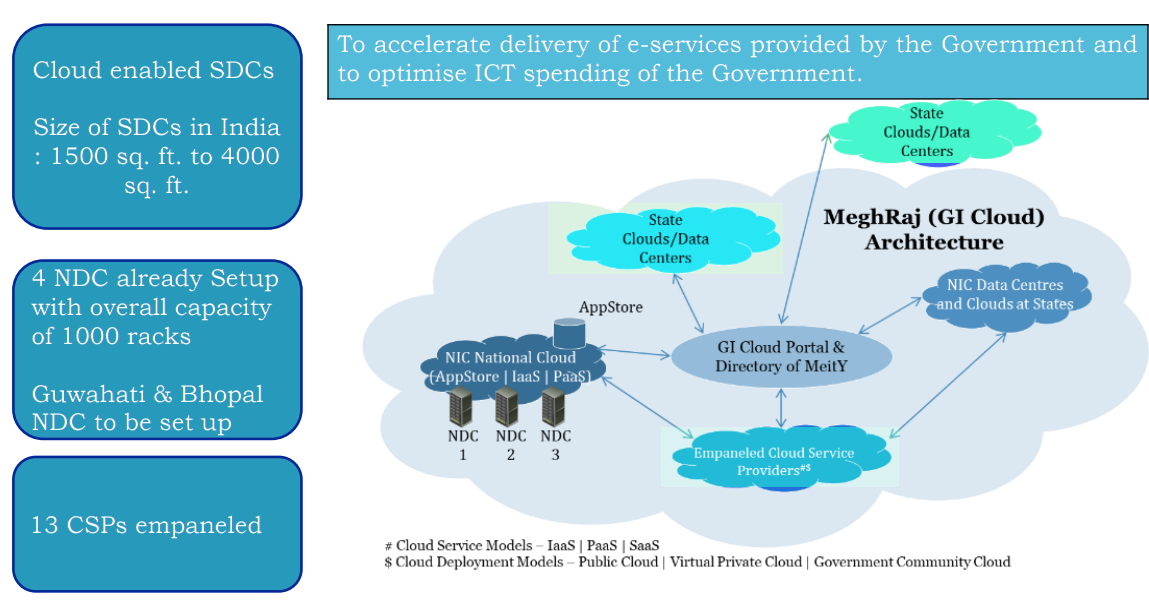 Cloud enabled SDCs
Size of SDCs in India
: 1500 sq. ft. to 4000
sq. ft.
4 NDC already Setup
with overall capacity
of 1000 racks
Guwahati & Bhopal
NDC to be set up
13 CSPs empaneled
To accelerate delivery of e-services provided by the Government and
to optimise ICT spending of the Government.
State
Clouds/Data
Centers
MeghRaj (GI Cloud)
Architecture
State
Clouds/Data
Centers
NIC Data Centres
and Clouds at States
AppStore
GI Cloud Portal &
Directory of MeitY
NIC National Cloud
(AppStore | IaaS | PaaS)
NDC
1
NDC
2
NDC
3
Empaneled Cloud Service
Providers#$
# Cloud Service Models – IaaS | PaaS | SaaS
$ Cloud Deployment Models – Public Cloud | Virtual Private Cloud | Government Community Cloud